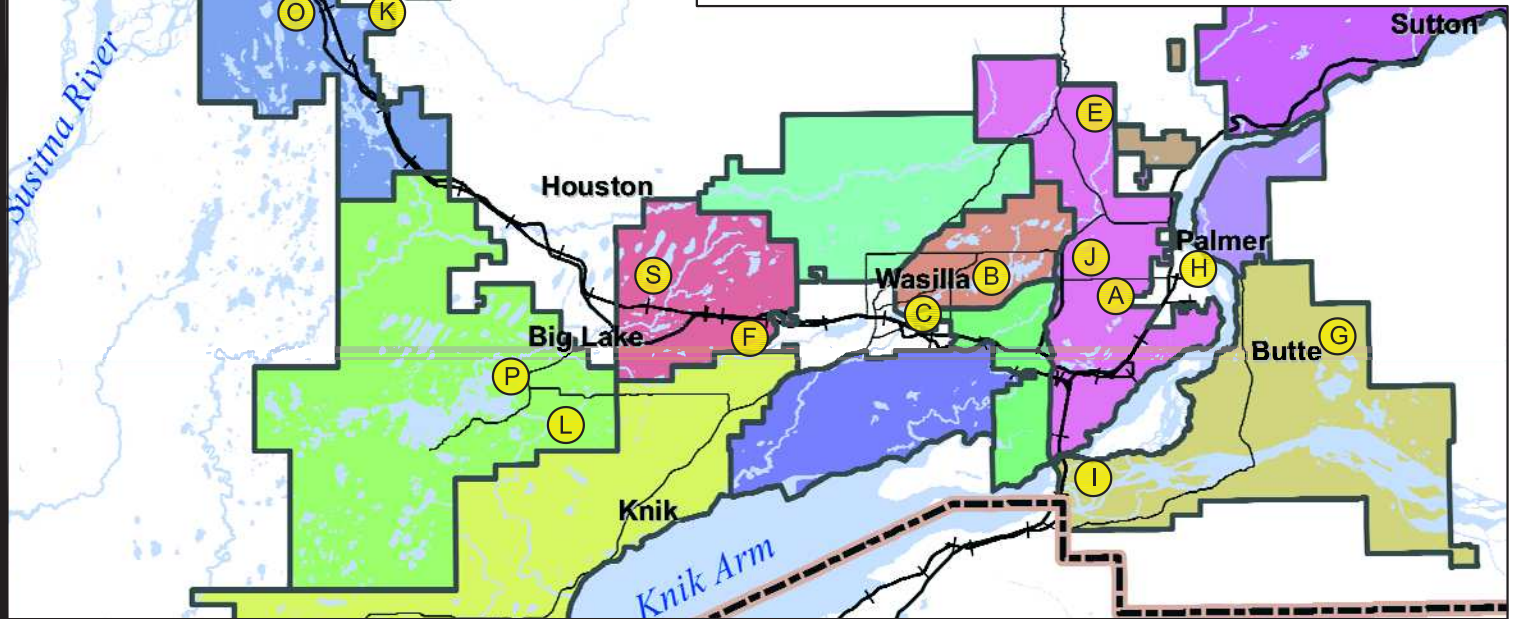 O
K
Sutton
Susitna River
E
Houston
Palmer
J
H
S
Wasilla
B
A
C
Big Lake
F
Butte
G
P
L
I
Knik
Knik Arm